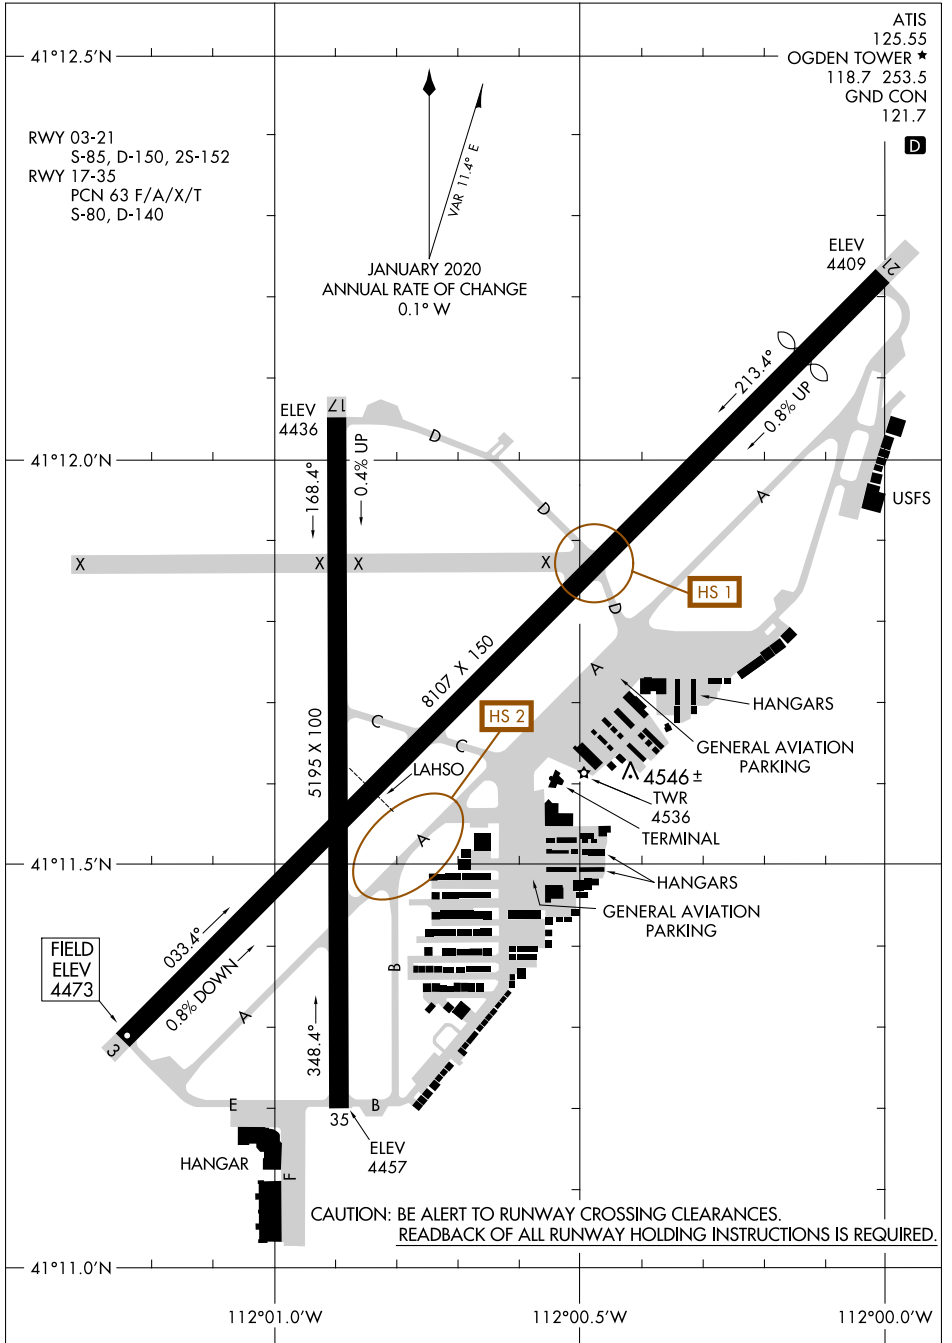 ATIS
125.55
OGDEN TOWER ★
118.7 253.5
GND CON
121.7
D
41°12.5'N
RWY 03-21
S-85, D-150, 2S-152
RWY 17-35
PCN 63 F/A/X/T
S-80, D-140
VAR 11.4° E
JANUARY 2020
ANNUAL RATE OF CHANGE
0.1° W
ELEV
4409
21
213.4°
0.8% UP
ELEV
4436
17
D
41°12.0'N
168.4°
0.4% UP
A
USFS
D
X
X
X
X
HS 1
D
8107 X 150
A
HANGARS
HS 2
C
C
GENERAL AVIATION
PARKING
5195 X 100
LAHSO
4546 ±
TWR
4536
TERMINAL
A
41°11.5'N
HANGARS
GENERAL AVIATION
PARKING
033.4°
0.8% DOWN
FIELD
ELEV
4473
B
A
348.4°
3
E
B
35
ELEV
4457
HANGAR
F
CAUTION: BE ALERT TO RUNWAY CROSSING CLEARANCES.
READBACK OF ALL RUNWAY HOLDING INSTRUCTIONS IS REQUIRED.
41°11.0'N
112°01.0'W
112°00.5'W
112°00.0'W